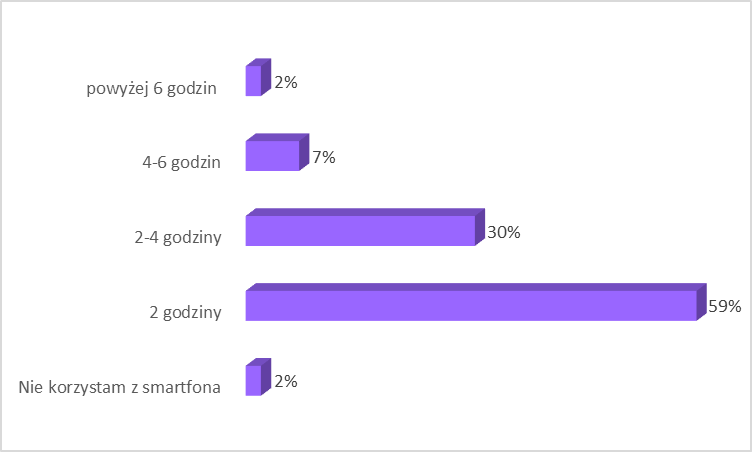 powyżej 6 godzin 2%
4-6 godzin 7%
2-4 godziny 30%
2 godziny 59%
Nie korzystam z smartfona 2%